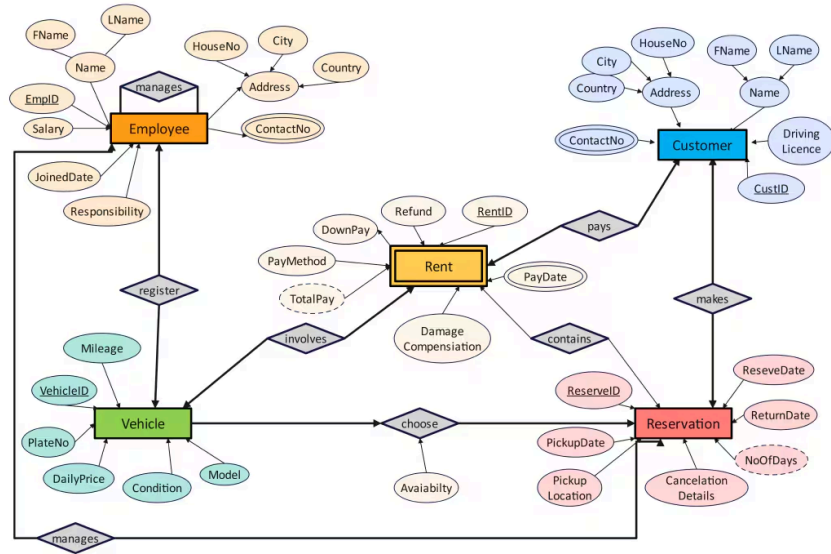 LName
FName
Name
manages
EmpID
Salary
Employee
JoinedDate
Responsibility
HouseNo
City
Country
Address
ContactNo
HouseNo
City
Country
Address
FName
LName
Name
ContactNo
Customer
Driving
Licence
CustID
Refund
RentID
DownPay
PayMethod
TotalPay
Rent
PayDate
Damage
Compensiation
pays
register
involves
contains
makes
Mileage
VehicleID
Vehicle
PlateNo
DailyPrice
Condition
Model
choose
Avaiabilty
ReserveID
ReseveDate
Reservation
ReturnDate
PickupDate
NoOfDays
Pickup
Location
Cancelation
Details
manages